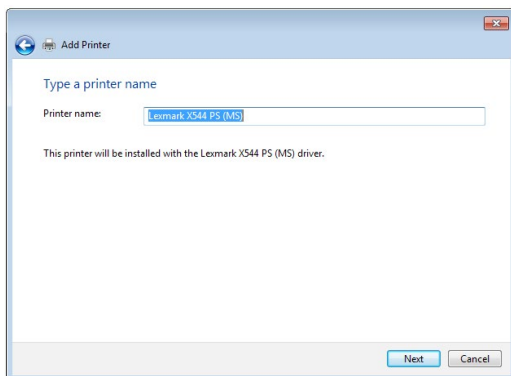 Add Printer
Type a printer name
Printer name: Lexmark X544 PS (MS)
This printer will be installed with the Lexmark X544 PS (MS) driver.
Next Cancel